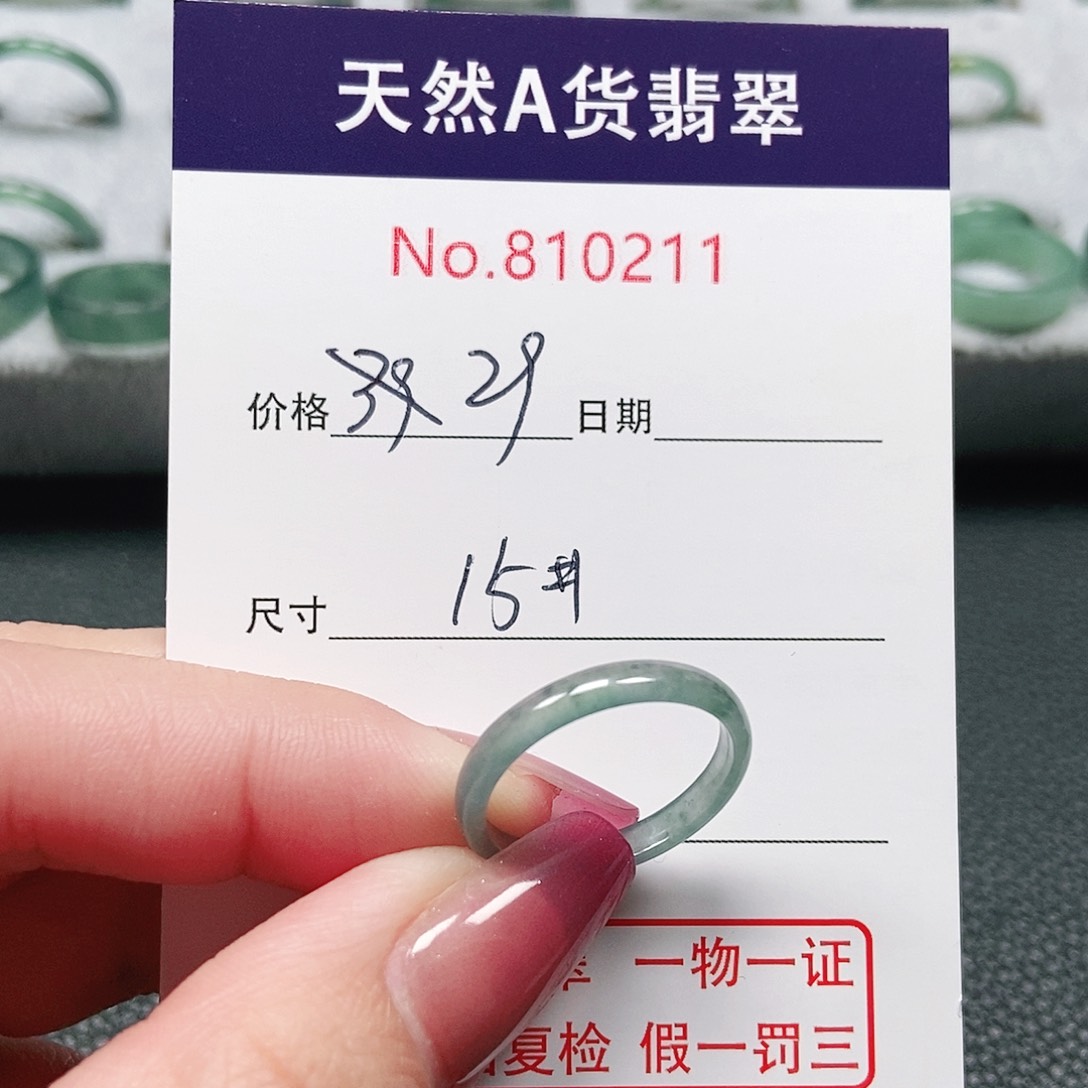 天然A货翡翠
No.810211
价格 39 29 日期
尺寸 15#
一物一证
复检 假一罚三